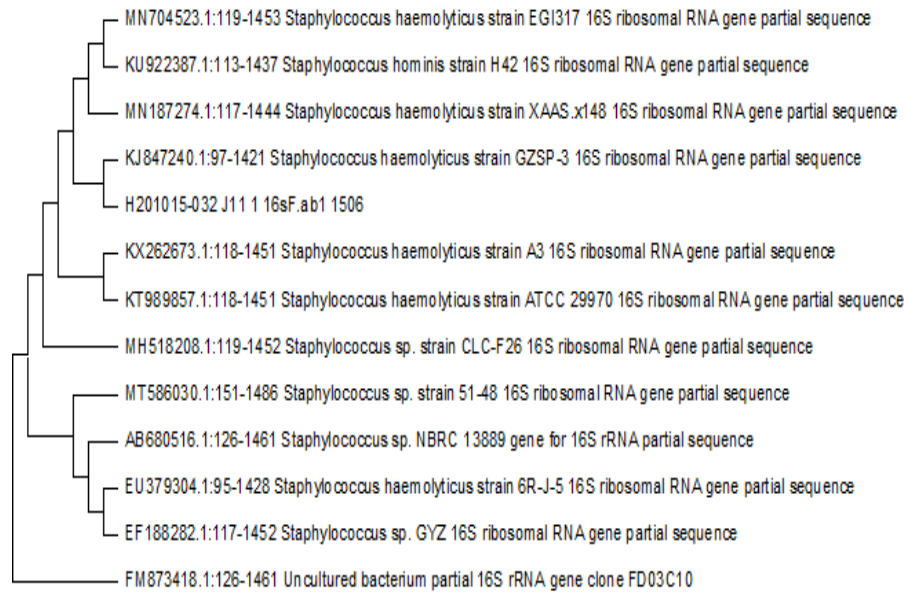 MN704523.1:119-1453 Staphylococcus haemolyticus strain EGI317 16S ribosomal RNA gene partial sequence
KU922387.1:113-1437 Staphylococcus hominis strain H42 16S ribosomal RNA gene partial sequence
MN187274.1:117-1444 Staphylococcus haemolyticus strain XAAS.x148 16S ribosomal RNA gene partial sequence
KJ847240.1:97-1421 Staphylococcus haemolyticus strain GZSP-3 16S ribosomal RNA gene partial sequence
H201015-032 J11 1 16sF.ab1 1506
KX262673.1:118-1451 Staphylococcus haemolyticus strain A3 16S ribosomal RNA gene partial sequence
KT989857.1:118-1451 Staphylococcus haemolyticus strain ATCC 29970 16S ribosomal RNA gene partial sequence
MH518208.1:119-1452 Staphylococcus sp. strain CLC-F26 16S ribosomal RNA gene partial sequence
MT586030.1:151-1486 Staphylococcus sp. strain 51-48 16S ribosomal RNA gene partial sequence
AB680516.1:126-1461 Staphylococcus sp. NBRC 13889 gene for 16S rRNA partial sequence
EU379304.1:95-1428 Staphylococcus haemolyticus strain 6R-J-5 16S ribosomal RNA gene partial sequence
EF188282.1:117-1452 Staphylococcus sp. GYZ 16S ribosomal RNA gene partial sequence
FM873418.1:126-1461 Uncultured bacterium partial 16S rRNA gene clone FD03C10